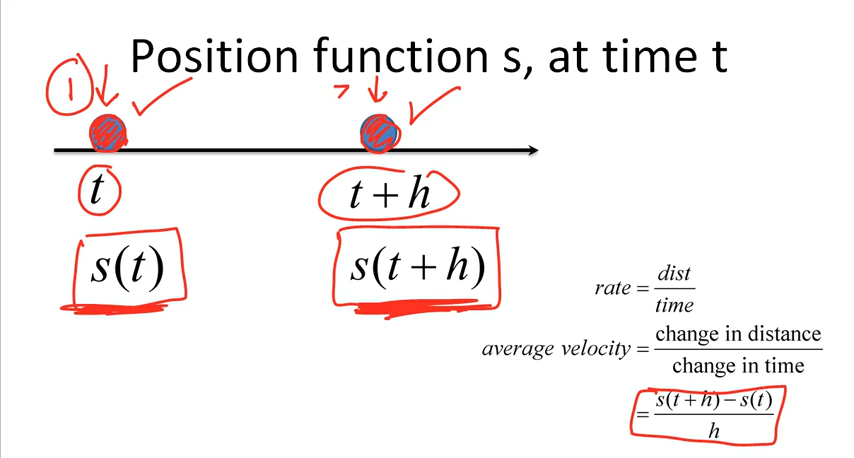 Position function s, at time t
1
t
t + h
s(t)
s(t + h)
rate = dist / time
average velocity = change in distance / change in time
= s(t + h) − s(t) / h